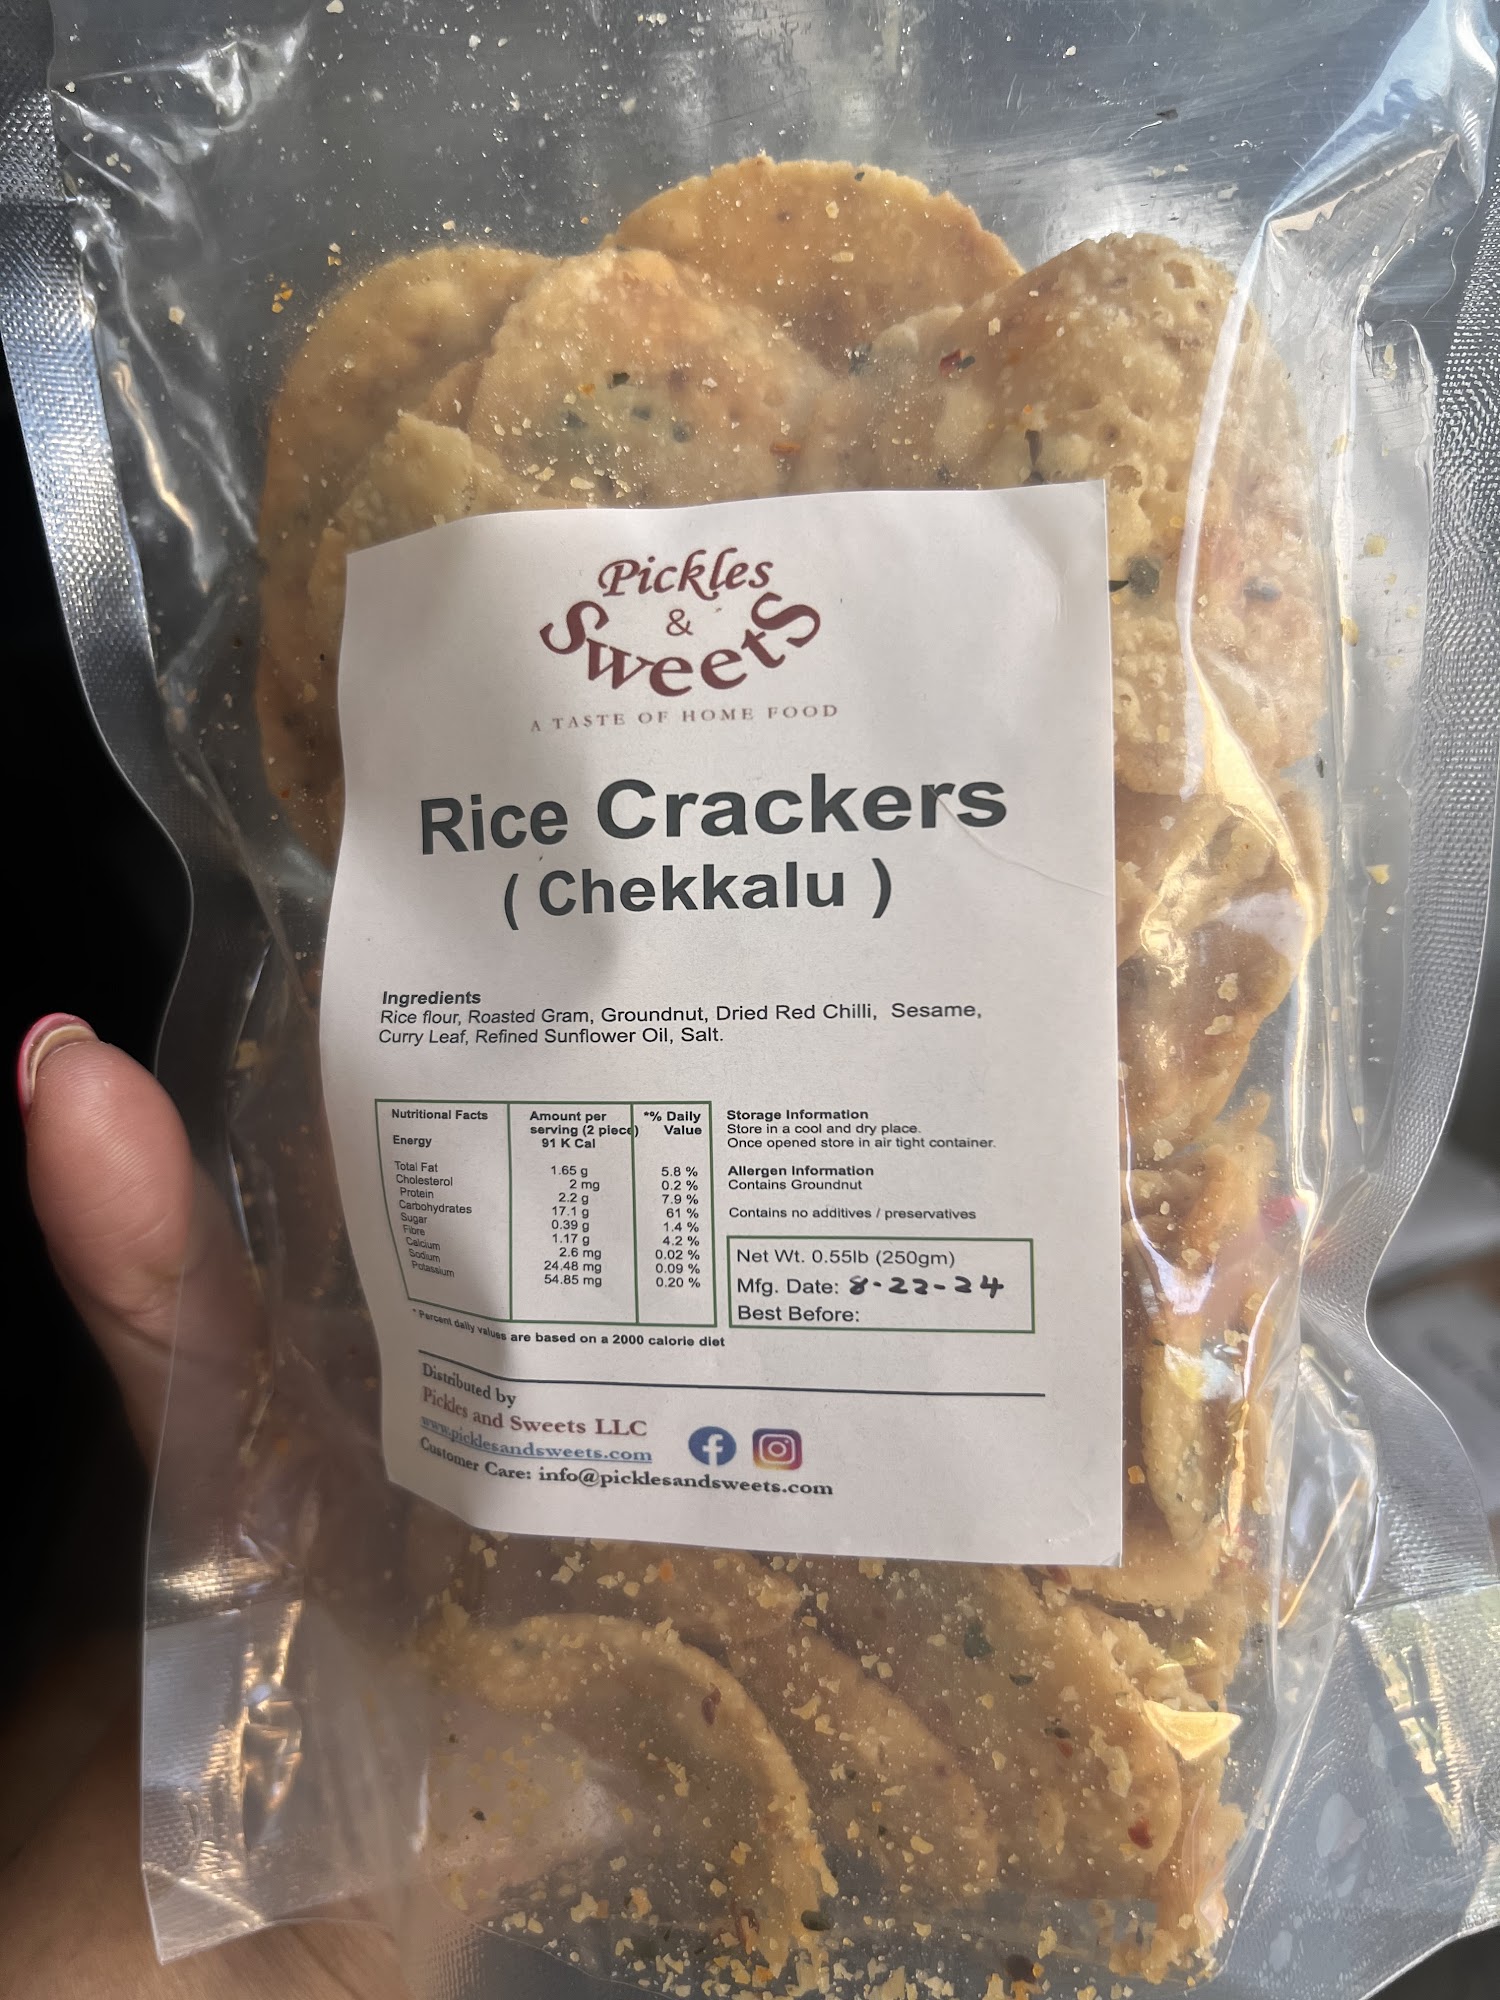 Pickles
&
Sweets
A TASTE OF HOME FOOD
Rice Crackers
( Chekkalu )
Ingredients
Rice flour, Roasted Gram, Groundnut, Dried Red Chilli, Sesame,
Curry Leaf, Refined Sunflower Oil, Salt.
Nutritional Facts Amount per serving (2 piece) *% Daily Value
Energy 91 K Cal
Total Fat 1.65 g 5.8 %
Cholesterol 2 mg 0.2 %
Protein 2.2 g 7.9 %
Carbohydrates 17.1 g 61 %
Sugar 0.39 g 1.4 %
Fibre 1.17 g 4.2 %
Calcium 2.6 mg 0.02 %
Sodium 24.48 mg 0.09 %
Potassium 54.85 mg 0.20 %
* Percent daily values are based on a 2000 calorie diet
Storage Information
Store in a cool and dry place.
Once opened store in air tight container.
Allergen Information
Contains Groundnut
Contains no additives / preservatives
Net Wt. 0.55lb (250gm)
Mfg. Date: 8-22-24
Best Before:
Distributed by
Pickles and Sweets LLC
www.picklesandsweets.com
Customer Care: info@picklesandsweets.com